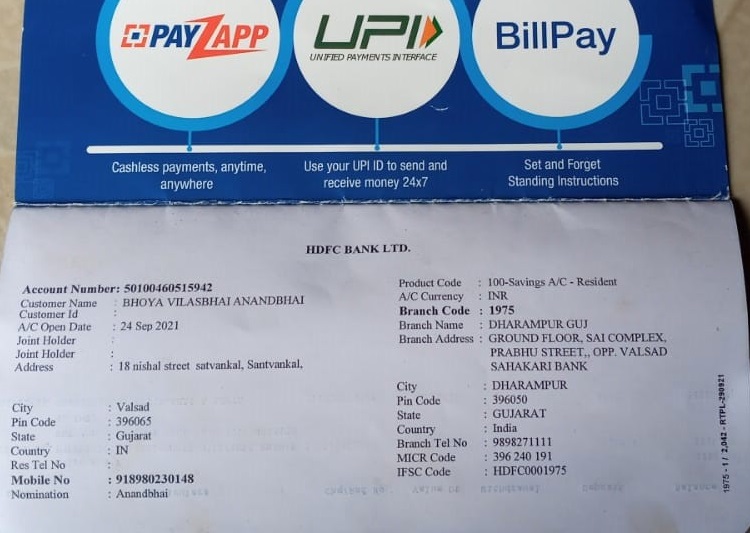 PAYZAPP
UPI
UNIFIED PAYMENTS INTERFACE
BillPay
Cashless payments, anytime,
anywhere
Use your UPI ID to send and
receive money 24x7
Set and Forget
Standing Instructions
HDFC BANK LTD.
Account Number: 50100460515942
Customer Name : BHOYA VILASBHAI ANANDBHAI
Customer Id :
A/C Open Date : 24 Sep 2021
Joint Holder :
Joint Holder :
Address : 18 nishal street satvankal, Santvankal,
City : Valsad
Pin Code : 396065
State : Gujarat
Country : IN
Res Tel No :
Mobile No : 918980230148
Nomination : Anandbhai
Product Code : 100-Savings A/C - Resident
A/C Currency : INR
Branch Code : 1975
Branch Name : DHARAMPUR GUJ
Branch Address : GROUND FLOOR, SAI COMPLEX,
PRABHU STREET,, OPP. VALSAD
SAHAKARI BANK
City : DHARAMPUR
Pin Code : 396050
State : GUJARAT
Country : India
Branch Tel No : 9898271111
MICR Code : 396 240 191
IFSC Code : HDFC0001975
1975 - 1 / 2,042 - RTPL-290921